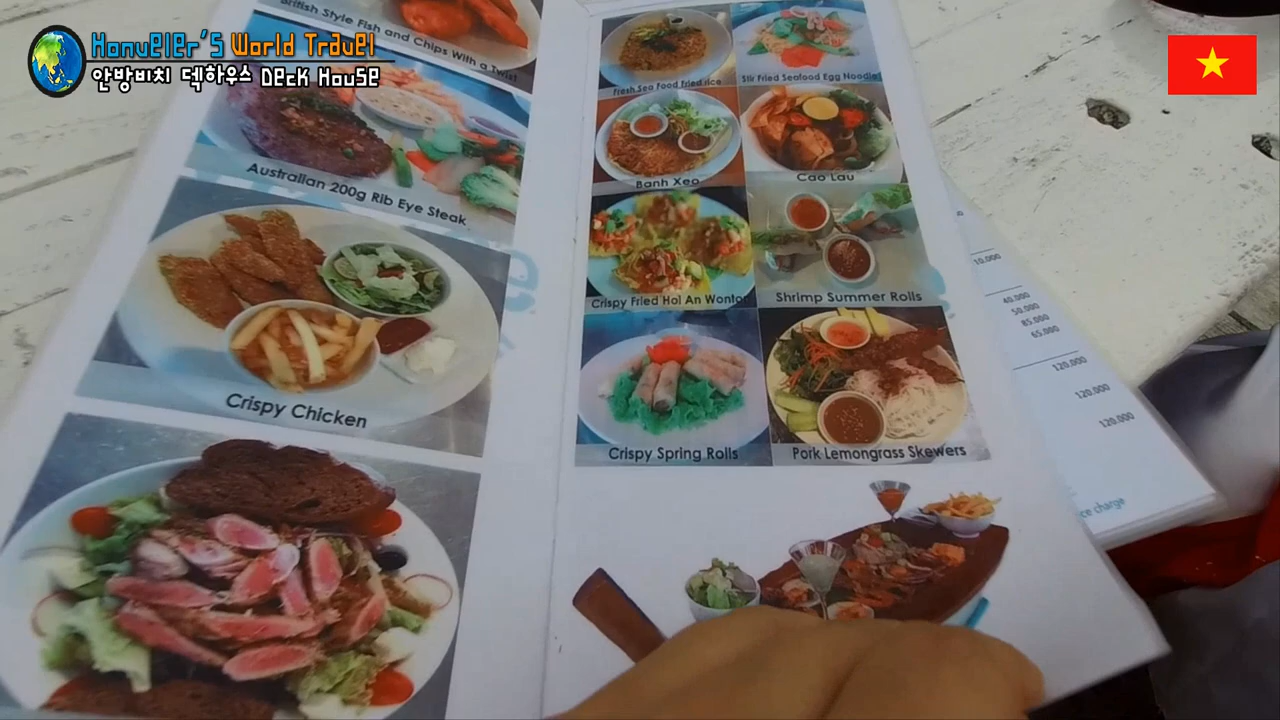 Hanueler's World Travel
안방비치 덱하우스 Deck House
British Style Fish and Chips With a Twist
Australian 200g Rib Eye Steak
Crispy Chicken
Fresh Sea Food fried rice
Stir Fried Seafood Egg Noodle
Banh Xeo
Cao Lau
Crispy Fried Hoi An Wonton
Shrimp Summer Rolls
Crispy Spring Rolls
Pork Lemongrass Skewers
10.000
40.000
50.000
85.000
65.000
120.000
120.000
120.000
charge